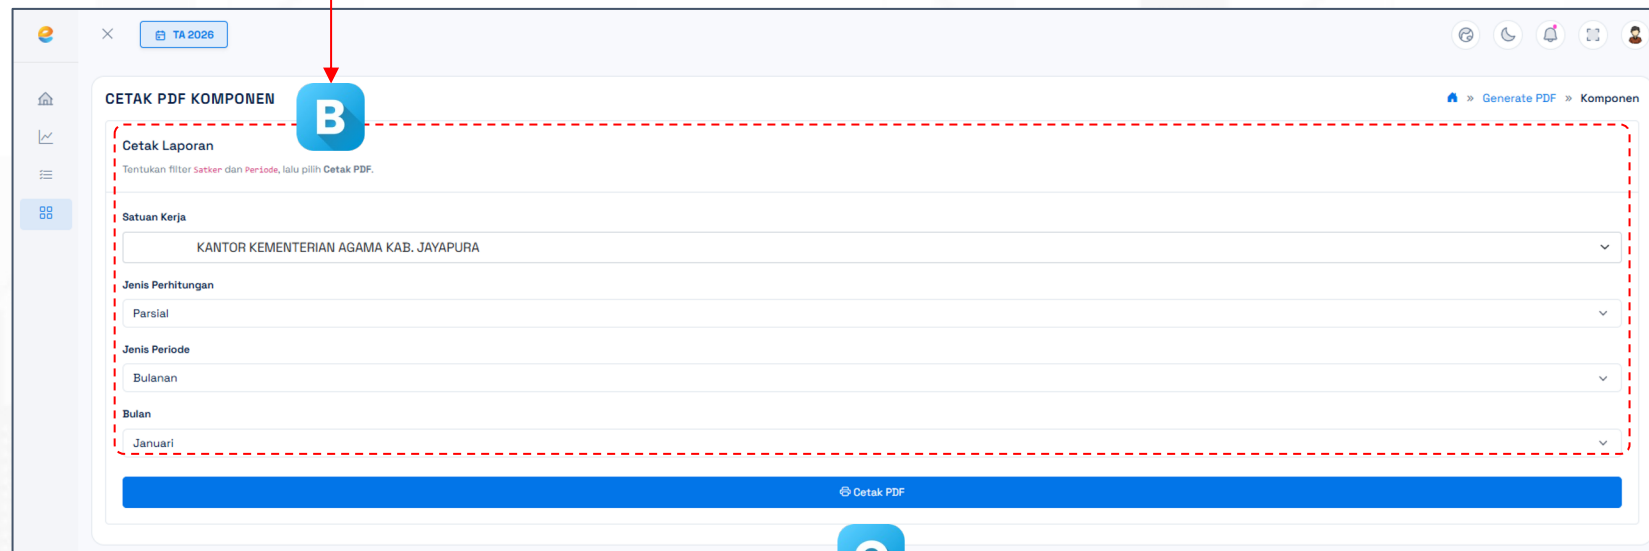 TA 2026
CETAK PDF KOMPONEN
B
» Generate PDF » Komponen
Cetak Laporan
Tentukan filter Satker dan Periode, lalu pilih Cetak PDF.
Satuan Kerja
KANTOR KEMENTERIAN AGAMA KAB. JAYAPURA
Jenis Perhitungan
Parsial
Jenis Periode
Bulanan
Bulan
Januari
Cetak PDF